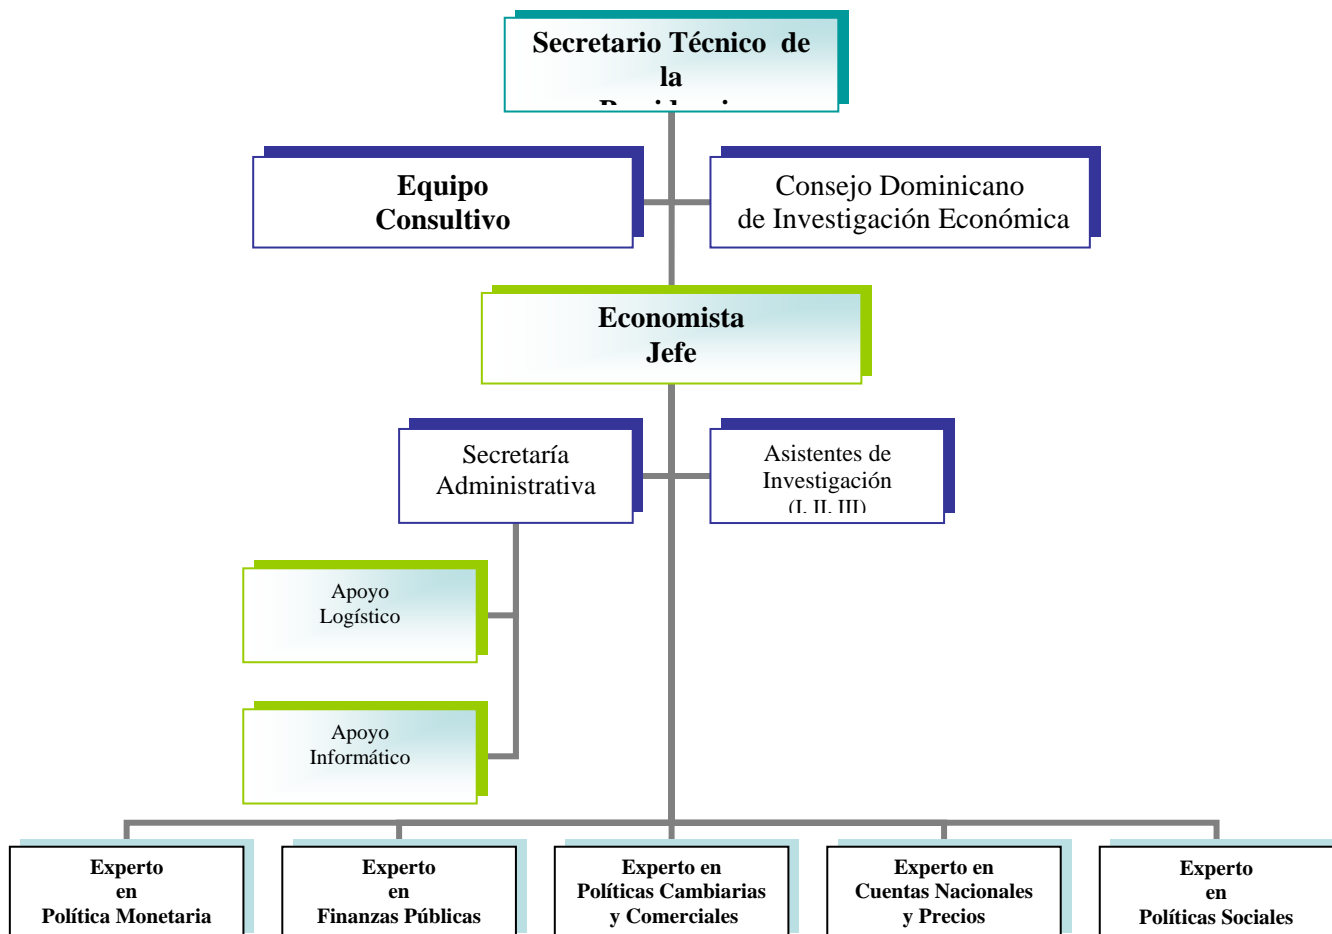 Secretario Técnico de
la
Equipo
Consultivo
Consejo Dominicano
de Investigación Económica
Economista
Jefe
Secretaría
Administrativa
Asistentes de
Investigación
(I, II, III)
Apoyo
Logístico
Apoyo
Informático
Experto
en
Política Monetaria
Experto
en
Finanzas Públicas
Experto en
Políticas Cambiarias
y Comerciales
Experto en
Cuentas Nacionales
y Precios
Experto
en
Políticas Sociales